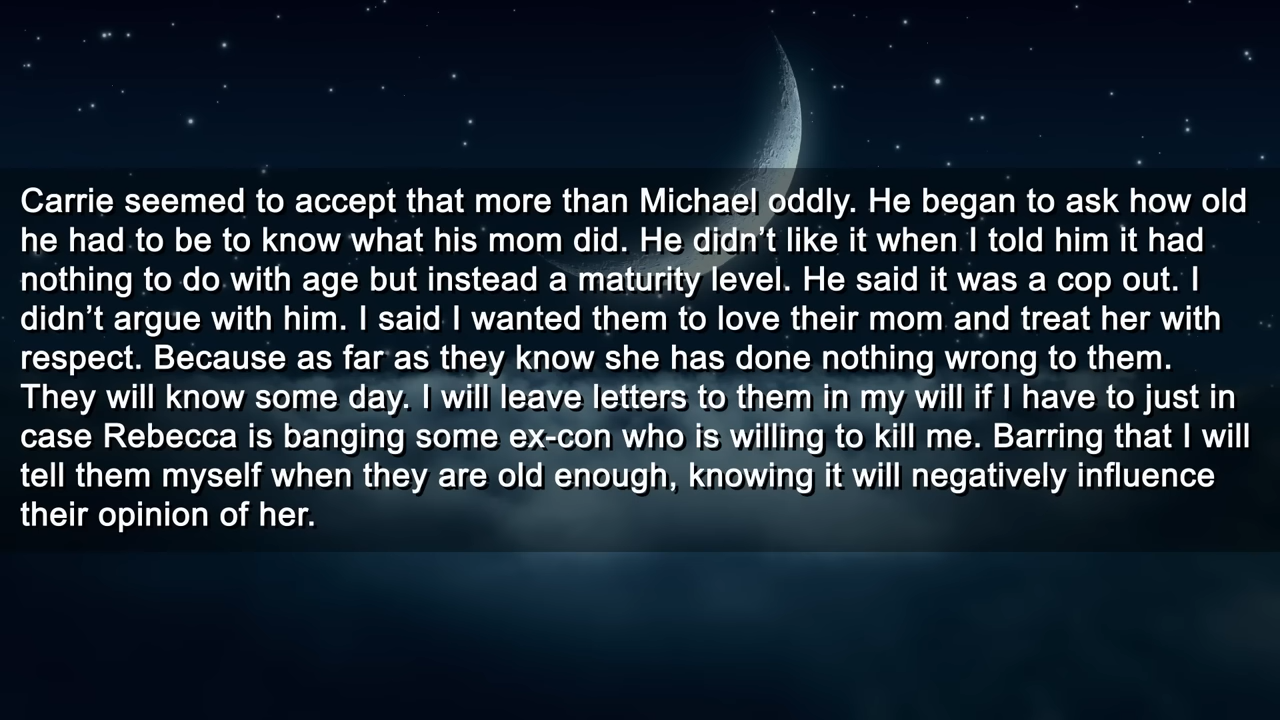 Carrie seemed to accept that more than Michael oddly. He began to ask how old
he had to be to know what his mom did. He didn’t like it when I told him it had
nothing to do with age but instead a maturity level. He said it was a cop out. I
didn’t argue with him. I said I wanted them to love their mom and treat her with
respect. Because as far as they know she has done nothing wrong to them.
They will know some day. I will leave letters to them in my will if I have to just in
case Rebecca is banging some ex-con who is willing to kill me. Barring that I will
tell them myself when they are old enough, knowing it will negatively influence
their opinion of her.